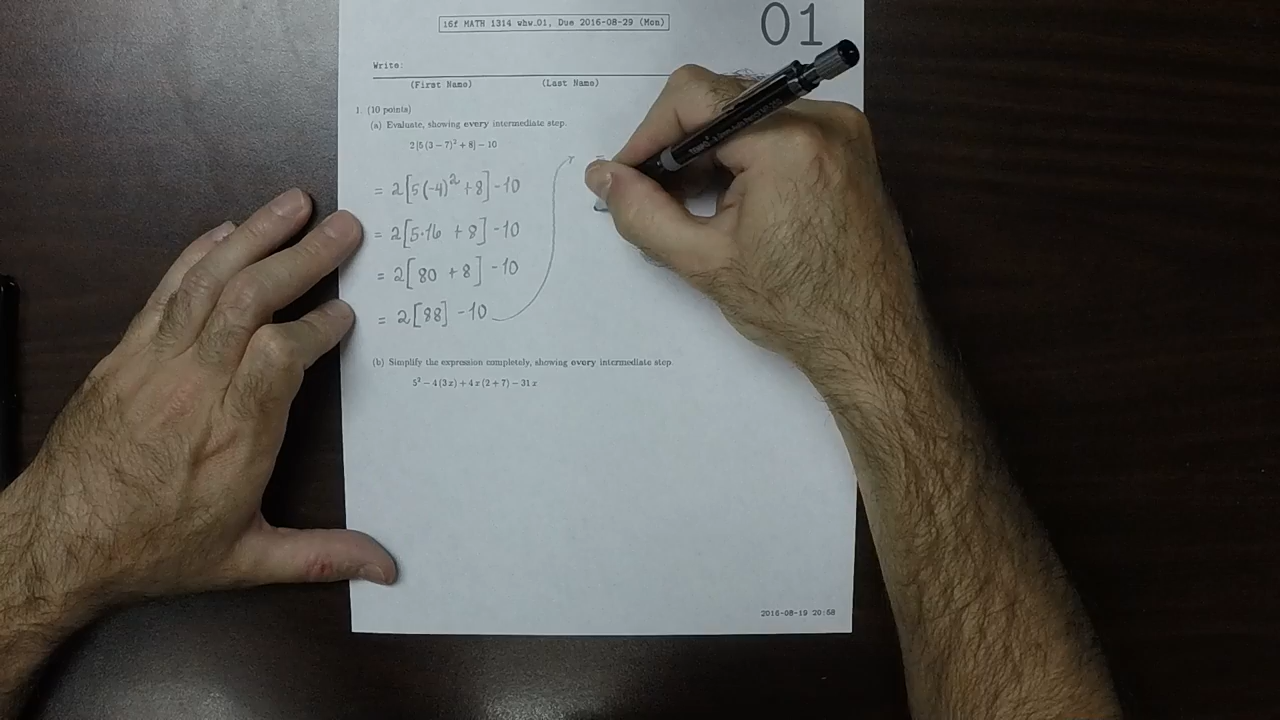 16f MATH 1314 whw.01, Due 2016-08-29 (Mon)
01
Write:
(First Name) (Last Name)
1. (10 points)
(a) Evaluate, showing every intermediate step.
2[5(3 − 7)² + 8] − 10
= 2[5(-4)² + 8] - 10
= 2[5·16 + 8] - 10
= 2[80 + 8] - 10
= 2[88] - 10
(b) Simplify the expression completely, showing every intermediate step.
5² − 4(3x) + 4x(2 + 7) − 31x
2016-08-19 20:58